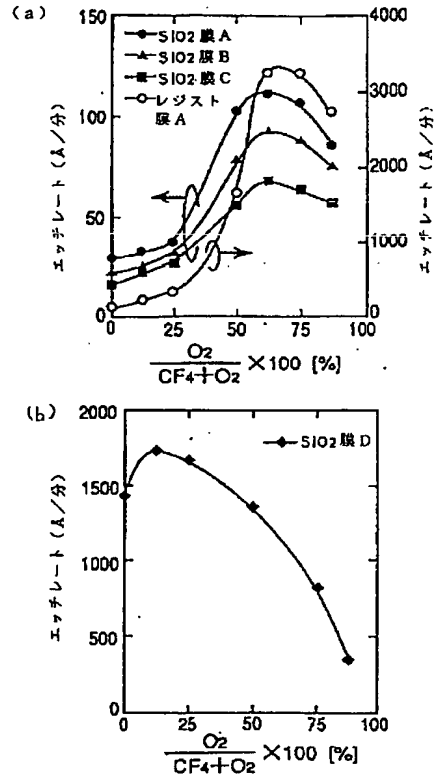 (a)
150
100
50
0
エッチレート(Å/分)
SiO2 膜A
SiO2 膜B
SiO2 膜C
レジスト
膜A
4000
3000
2000
1000
0
エッチレート(Å/分)
0 25 50 75 100
O2
CF4+O2
×100 [%]
(b)
2000
1500
1000
500
0
エッチレート(Å/分)
SiO2 膜D
0 25 50 75 100
O2
CF4+O2
×100 [%]